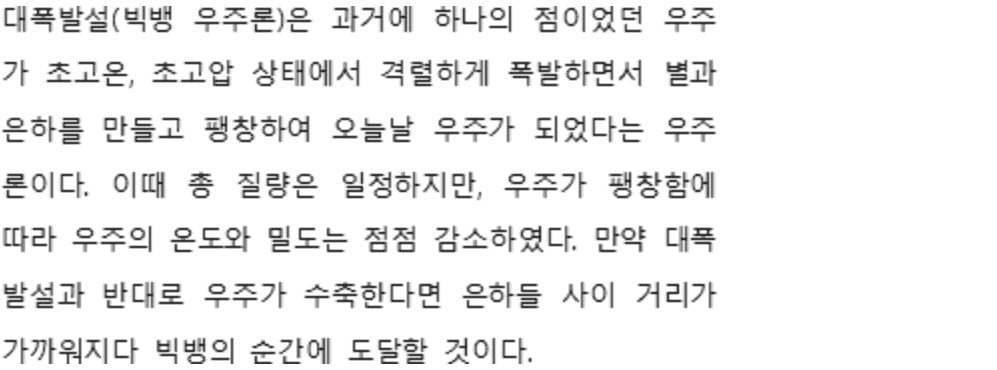 대폭발설(빅뱅 우주론)은 과거에 하나의 점이었던 우주
가 초고온, 초고압 상태에서 격렬하게 폭발하면서 별과
은하를 만들고 팽창하여 오늘날 우주가 되었다는 우주
론이다. 이때 총 질량은 일정하지만, 우주가 팽창함에
따라 우주의 온도와 밀도는 점점 감소하였다. 만약 대폭
발설과 반대로 우주가 수축한다면 은하들 사이 거리가
가까워지다 빅뱅의 순간에 도달할 것이다.